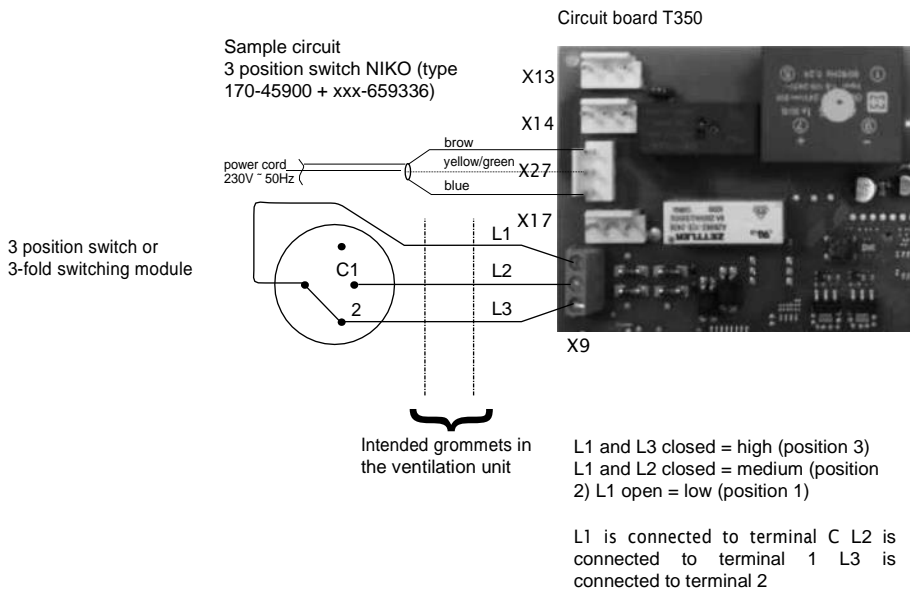 Circuit board T350
Sample circuit
3 position switch NIKO (type
170-45900 + xxx-659336)
X13
X14
brow
power cord
yellow/green
X27
230V ~ 50Hz
blue
X17
L1
3 position switch or
3-fold switching module
C1
L2
2
L3
X9
ZETTLER
Intended grommets in
the ventilation unit
L1 and L3 closed = high (position 3)
L1 and L2 closed = medium (position
2) L1 open = low (position 1)
L1 is connected to terminal C L2 is
connected to terminal 1 L3 is
connected to terminal 2